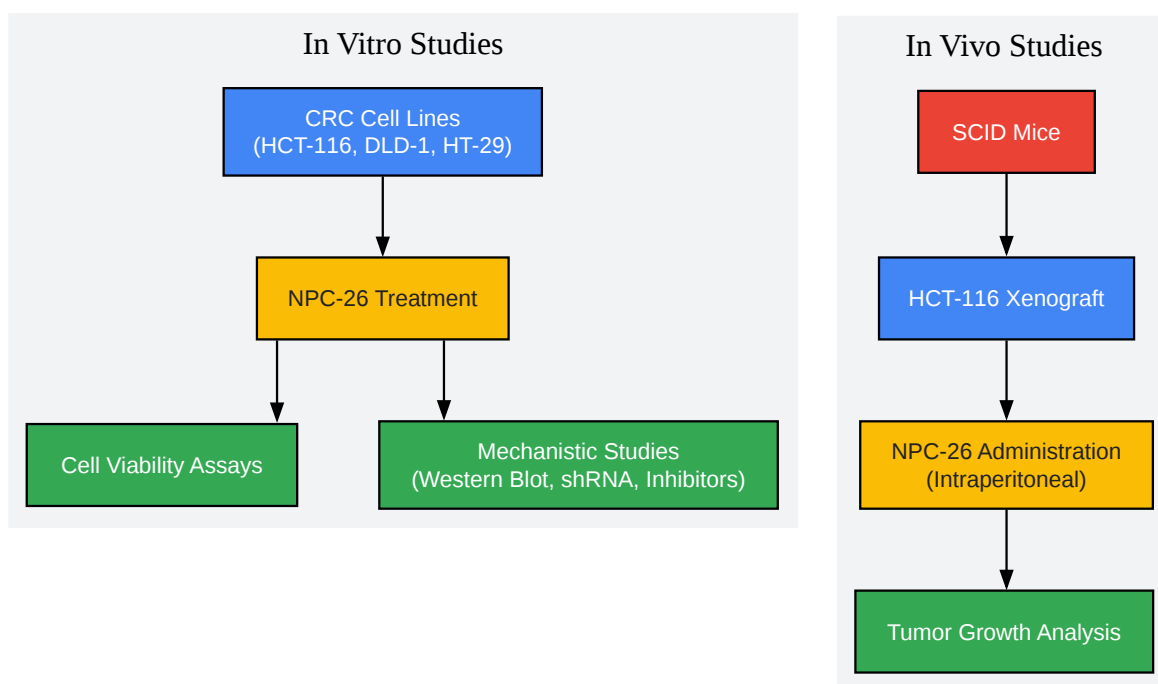 In Vitro Studies
CRC Cell Lines
(HCT-116, DLD-1, HT-29)
NPC-26 Treatment
Cell Viability Assays
Mechanistic Studies
(Western Blot, shRNA, Inhibitors)
In Vivo Studies
SCID Mice
HCT-116 Xenograft
NPC-26 Administration
(Intraperitoneal)
Tumor Growth Analysis